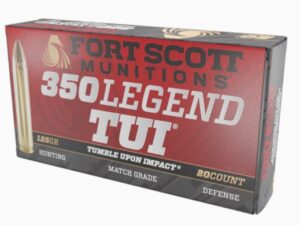 FORT SCOTT
MUNITIONS®
350 LEGEND
TUI®
TUMBLE UPON IMPACT®
125GR
20COUNT
HUNTING
MATCH GRADE
DEFENSE